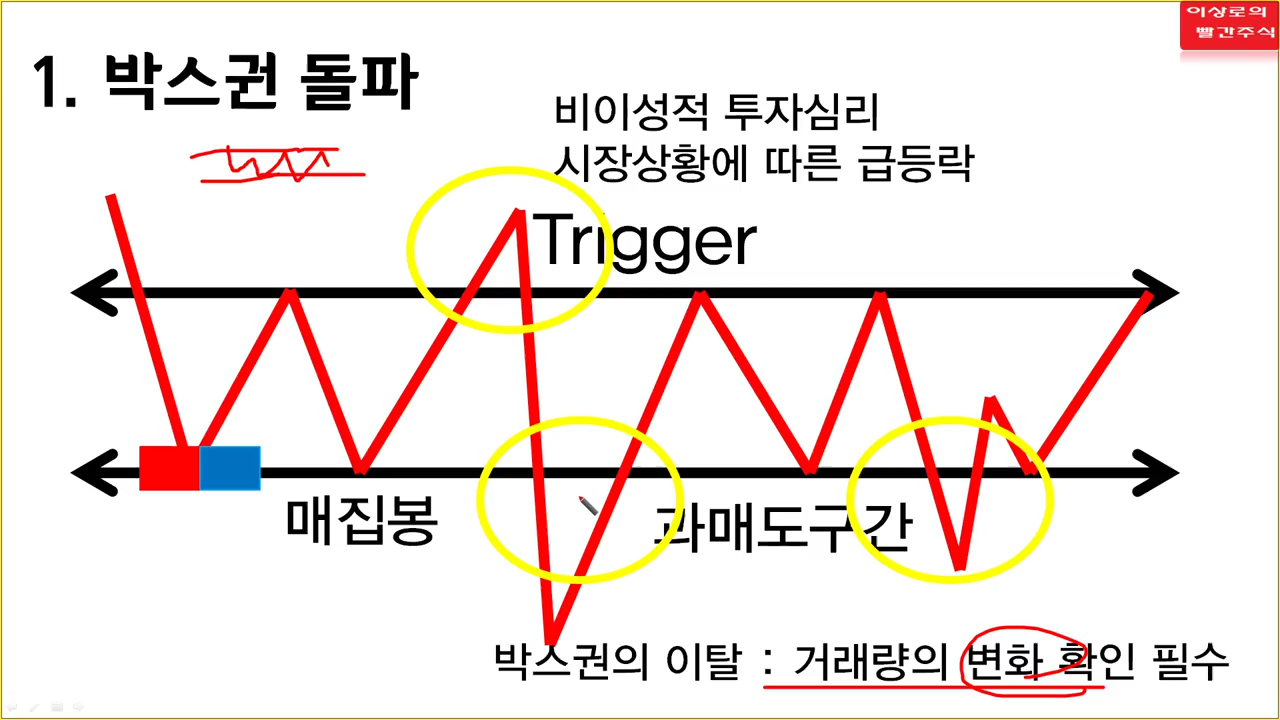 이상로의
빨간주식
1. 박스권 돌파
비이성적 투자심리
시장상황에 따른 급등락
Trigger
매집봉
과매도구간
박스권의 이탈 : 거래량의 변화 확인 필수